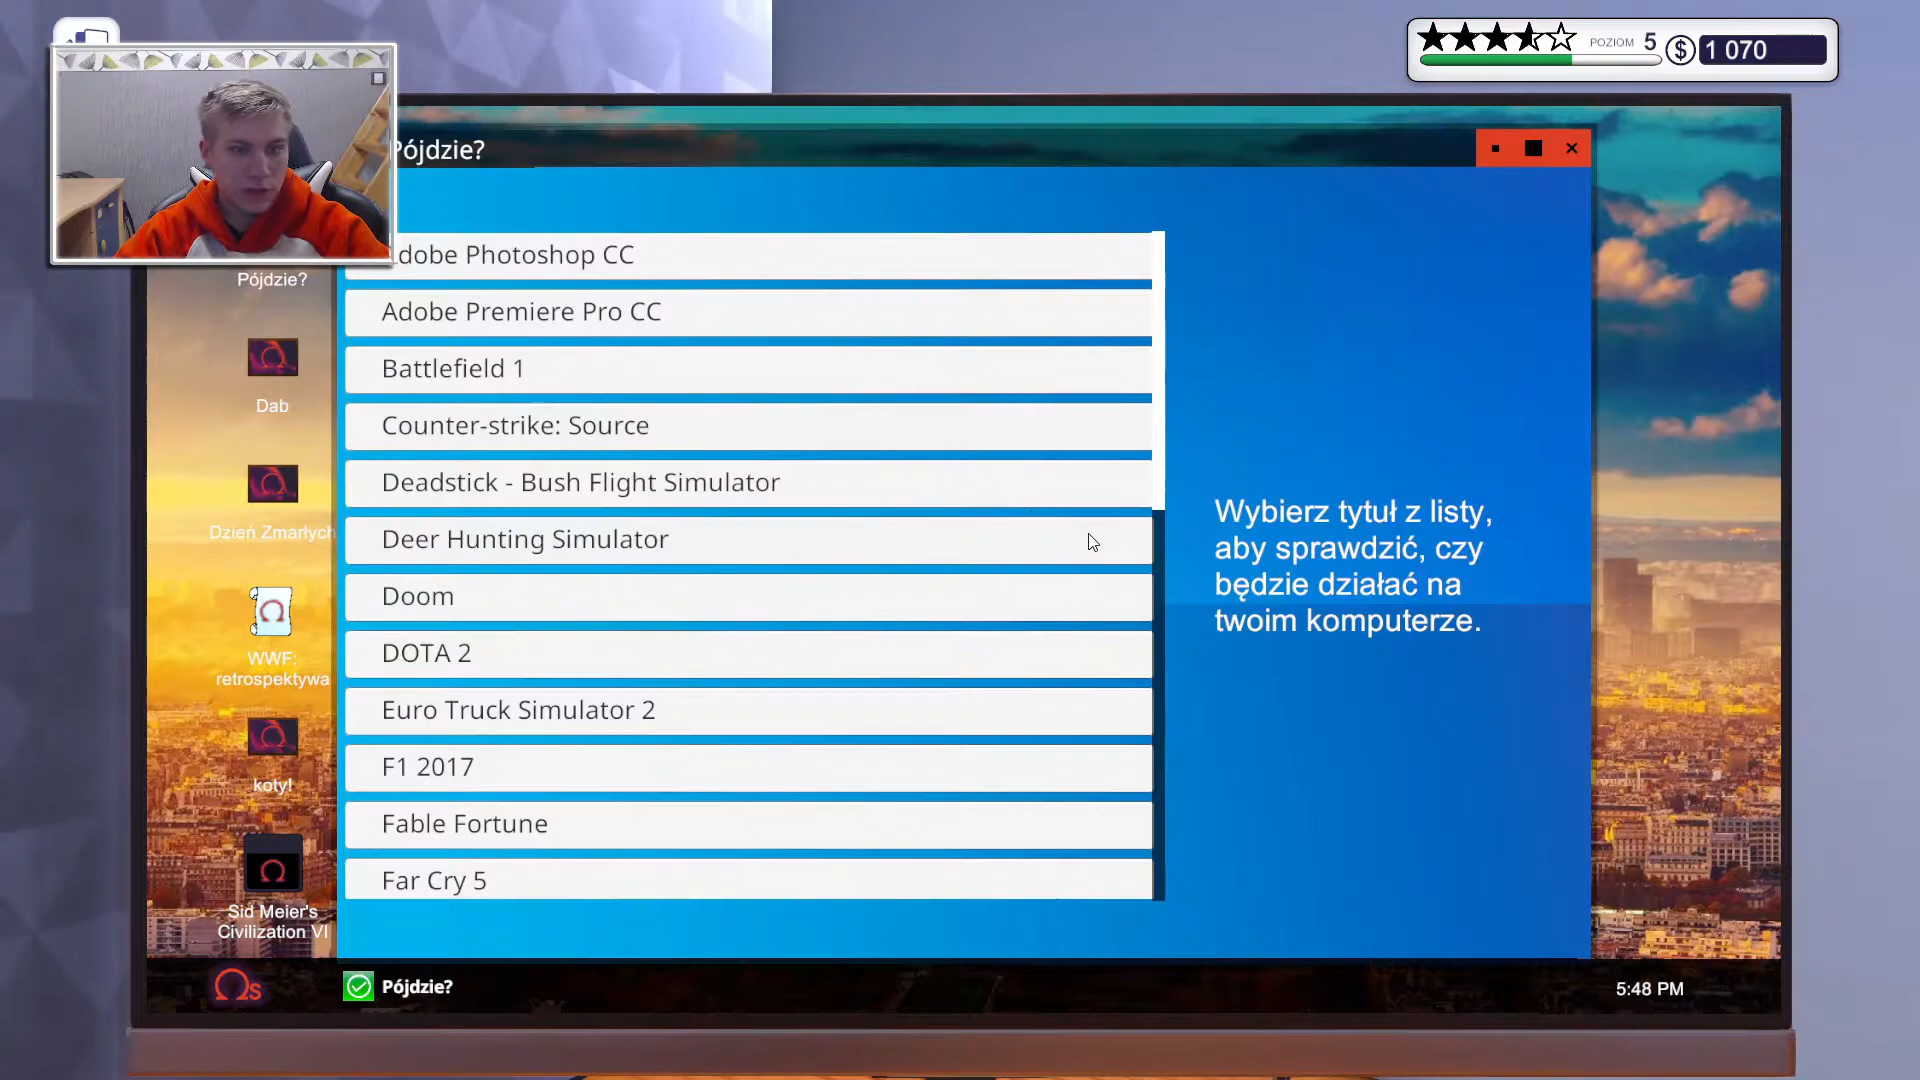 POZIOM 5 $ 1 070
Pójdzie?
dobe Photoshop CC
Pójdzie?
Adobe Premiere Pro CC
Battlefield 1
Dab
Counter-strike: Source
Deadstick - Bush Flight Simulator
Dzień Zmarłych
Deer Hunting Simulator
Doom
WWF:
retrospektywa
DOTA 2
Euro Truck Simulator 2
koty!
F1 2017
Fable Fortune
Far Cry 5
Sid Meier's
Civilization VI
Wybierz tytuł z listy,
aby sprawdzić, czy
będzie działać na
twoim komputerze.
Ωs
Pójdzie?
5:48 PM